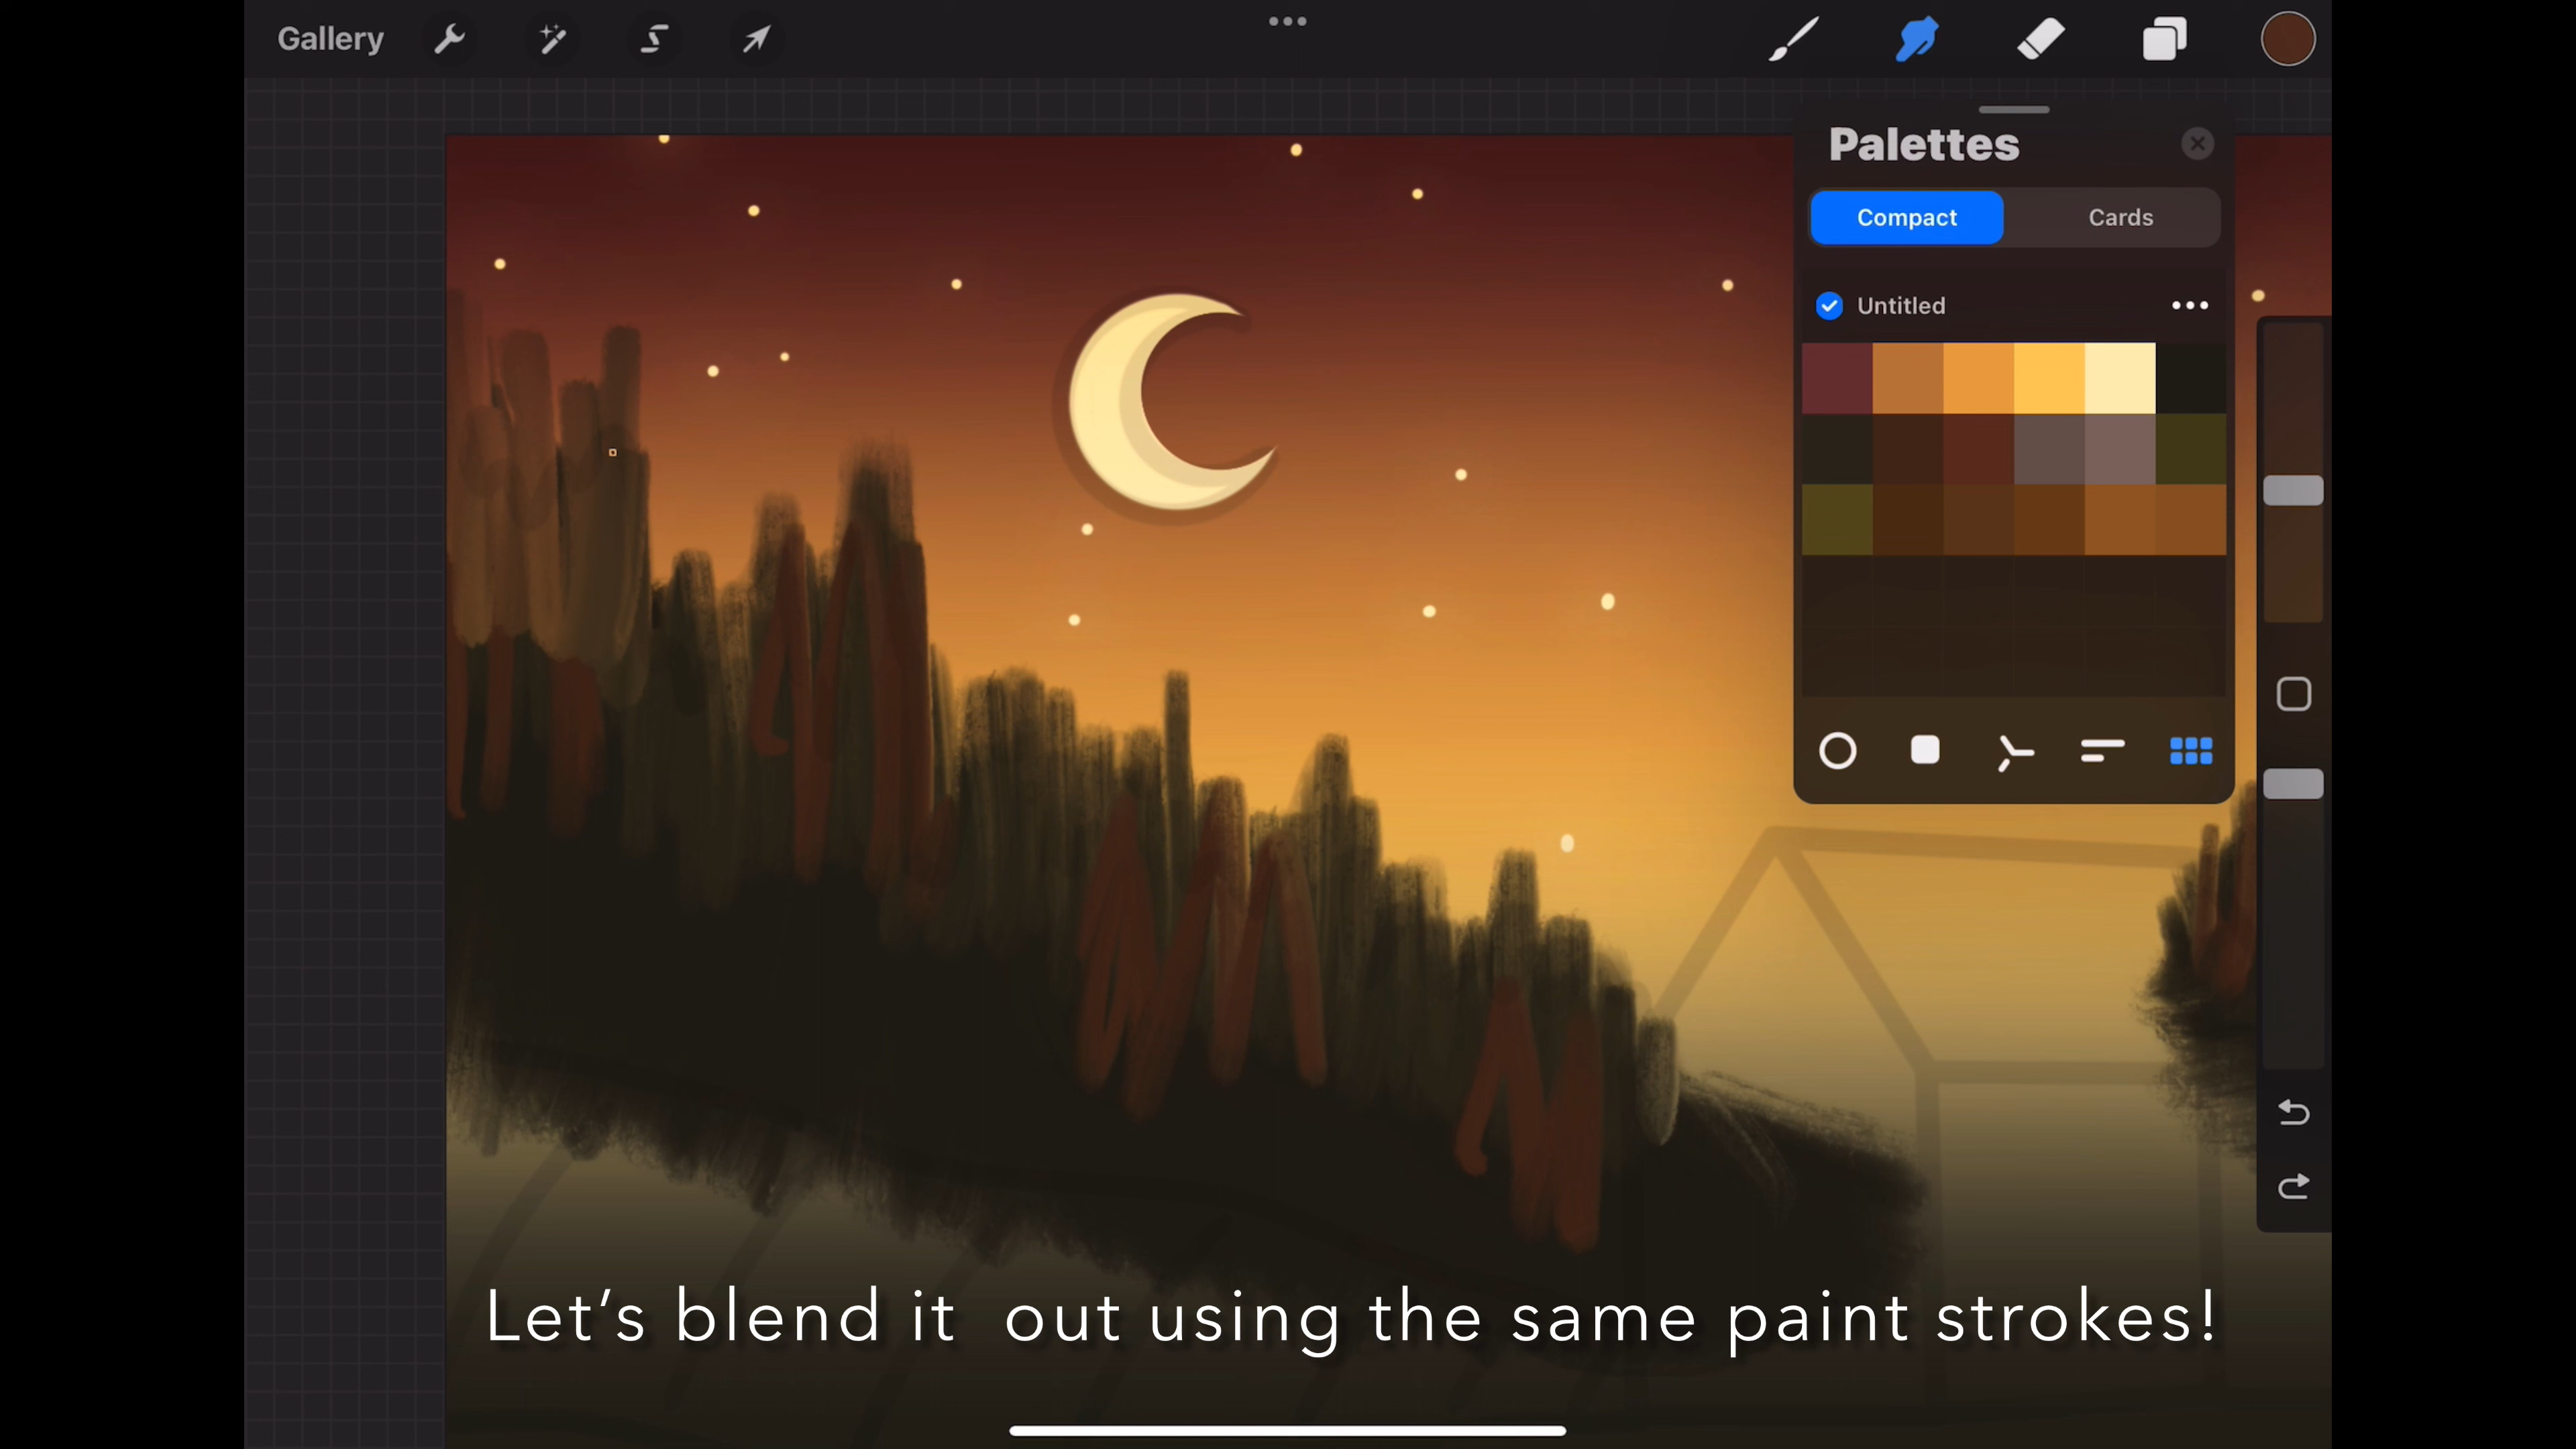 Gallery
Palettes
Compact
Cards
Untitled
Let’s blend it out using the same paint strokes!